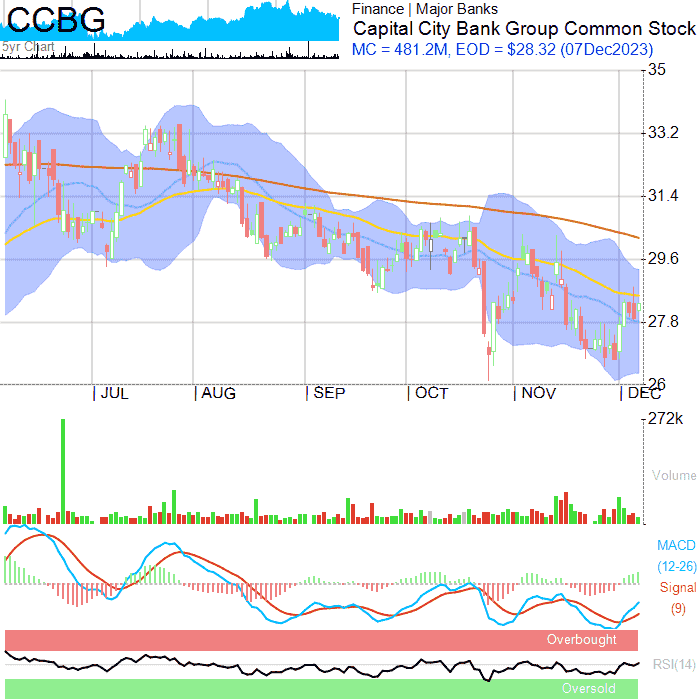 CCBG
5yr Chart
Finance | Major Banks
Capital City Bank Group Common Stock
MC = 481.2M, EOD = $28.32 (07Dec2023)
35
33.2
31.4
29.6
27.8
26
JUL AUG SEP OCT NOV DEC
272k
Volume
MACD
(12-26)
Signal
(9)
Overbought
RSI(14)
Oversold